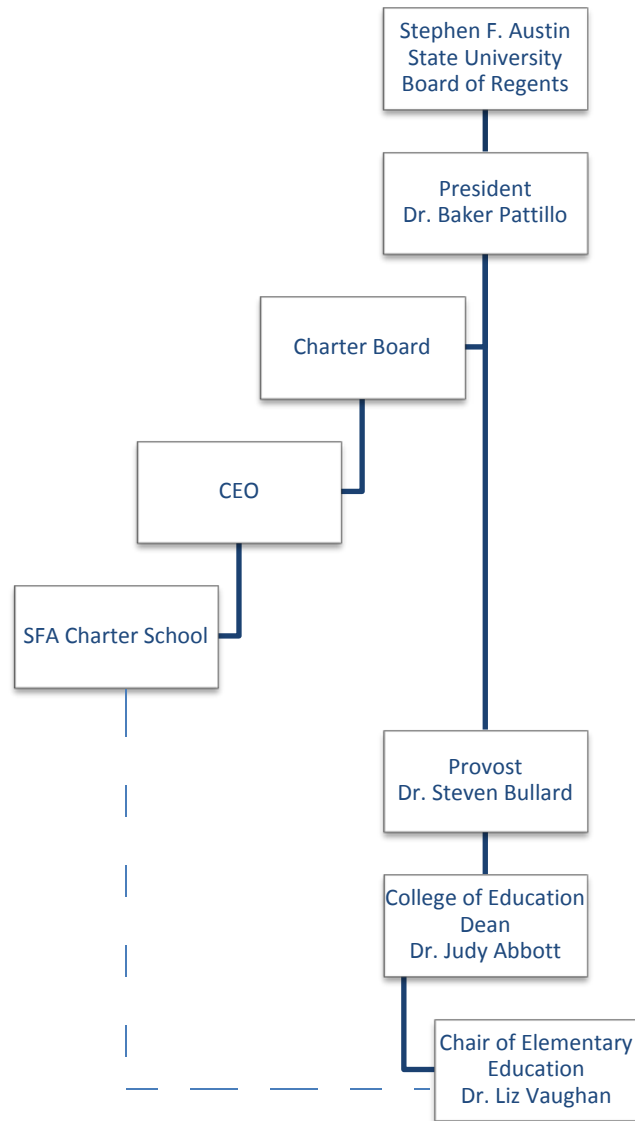 Stephen F. Austin
State University
Board of Regents
President
Dr. Baker Pattillo
Charter Board
CEO
SFA Charter School
Provost
Dr. Steven Bullard
College of Education
Dean
Dr. Judy Abbott
Chair of Elementary
Education
Dr. Liz Vaughan